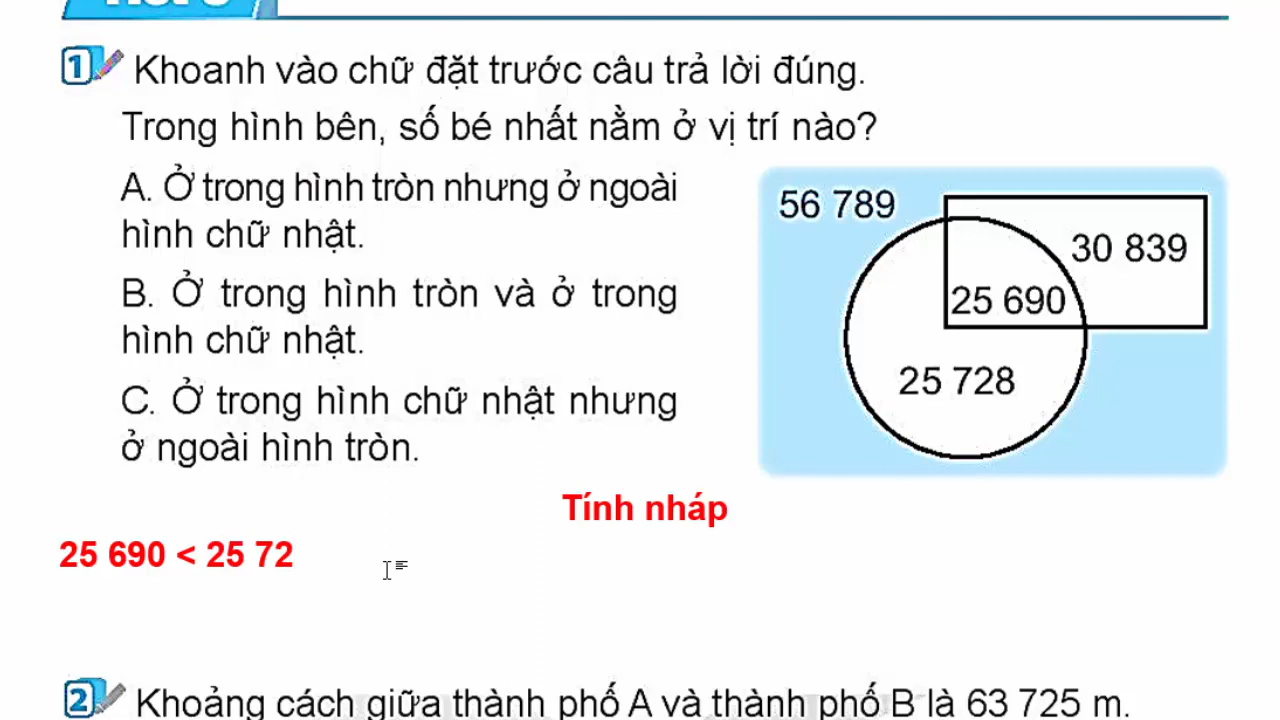 1 Khoanh vào chữ đặt trước câu trả lời đúng.
Trong hình bên, số bé nhất nằm ở vị trí nào?
A. Ở trong hình tròn nhưng ở ngoài
hình chữ nhật.
B. Ở trong hình tròn và ở trong
hình chữ nhật.
C. Ở trong hình chữ nhật nhưng
ở ngoài hình tròn.
56 789
30 839
25 690
25 728
Tính nháp
25 690 < 25 72
2 Khoảng cách giữa thành phố A và thành phố B là 63 725 m.